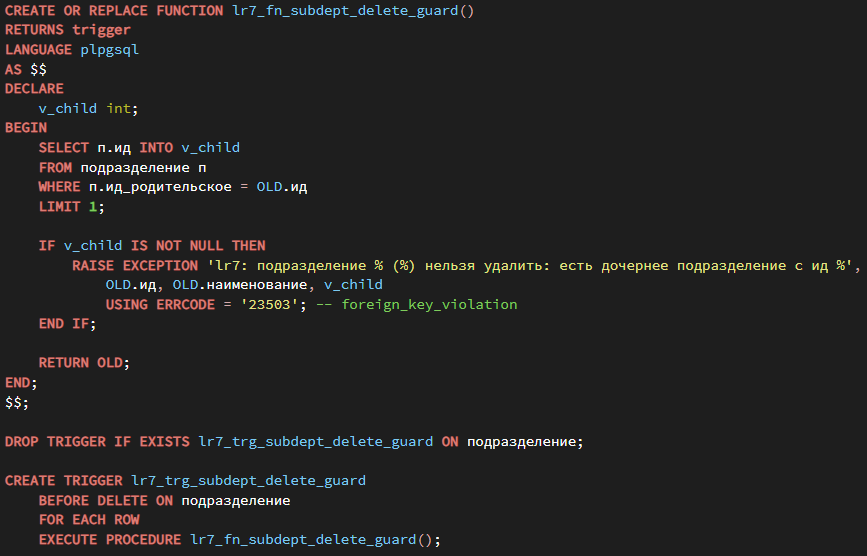 CREATE OR REPLACE FUNCTION lr7_fn_subdept_delete_guard()
RETURNS trigger
LANGUAGE plpgsql
AS $$
DECLARE
    v_child int;
BEGIN
    SELECT п.ид INTO v_child
    FROM подразделение п
    WHERE п.ид_родительское = OLD.ид
    LIMIT 1;

    IF v_child IS NOT NULL THEN
        RAISE EXCEPTION 'lr7: подразделение % (%) нельзя удалить: есть дочернее подразделение с ид %',
            OLD.ид, OLD.наименование, v_child
            USING ERRCODE = '23503'; -- foreign_key_violation
    END IF;

    RETURN OLD;
END;
$$;

DROP TRIGGER IF EXISTS lr7_trg_subdept_delete_guard ON подразделение;

CREATE TRIGGER lr7_trg_subdept_delete_guard
    BEFORE DELETE ON подразделение
    FOR EACH ROW
    EXECUTE PROCEDURE lr7_fn_subdept_delete_guard();